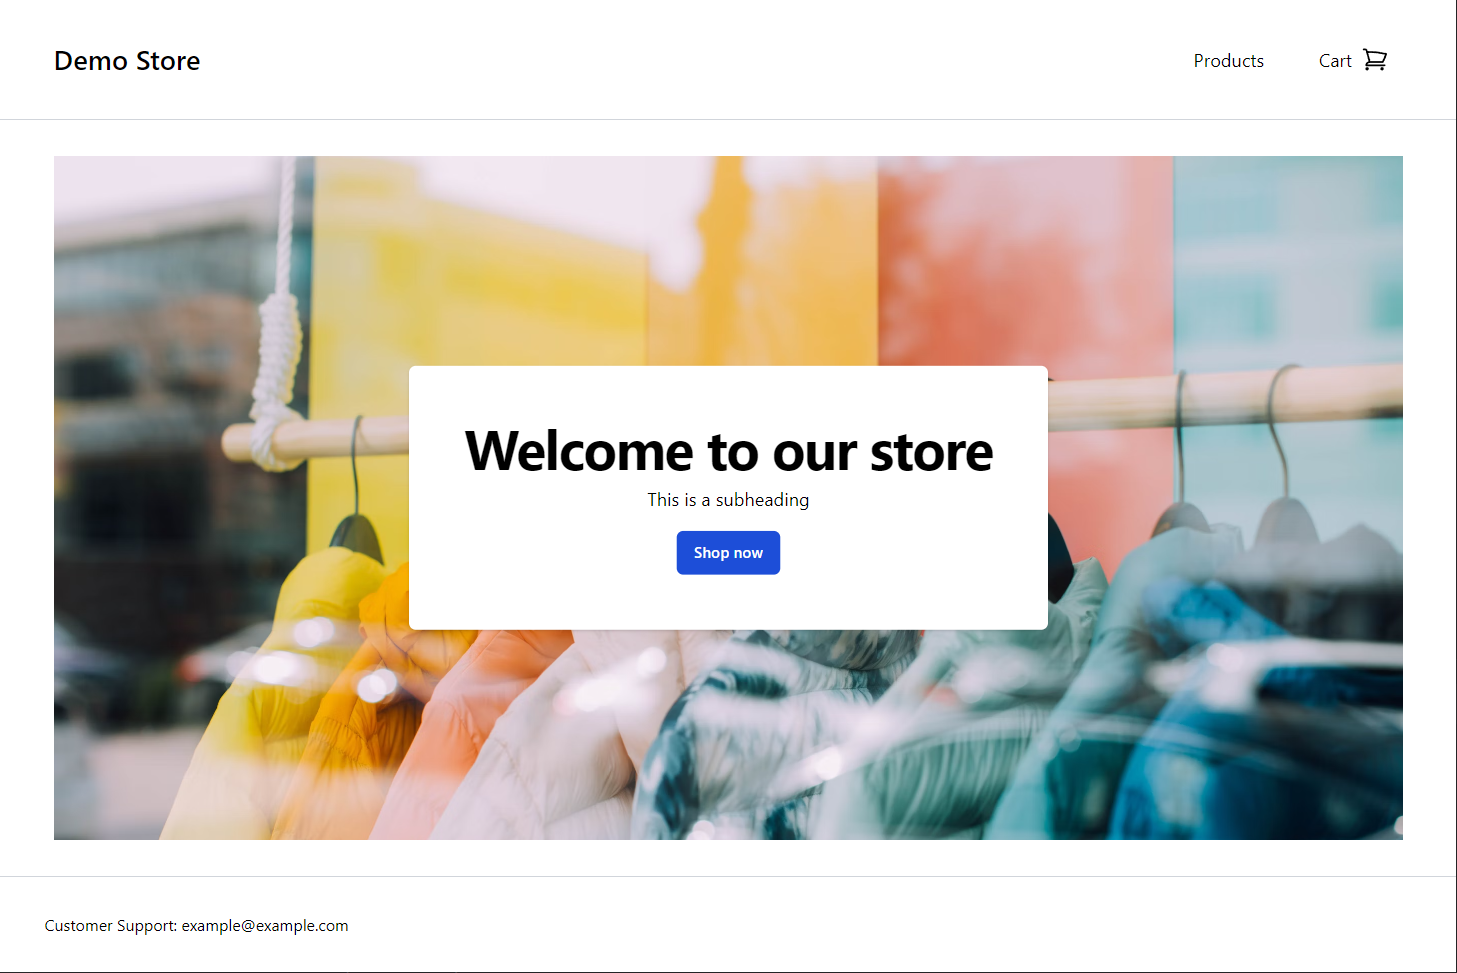 Demo Store
Products
Cart
Welcome to our store
This is a subheading
Shop now
Customer Support: example@example.com